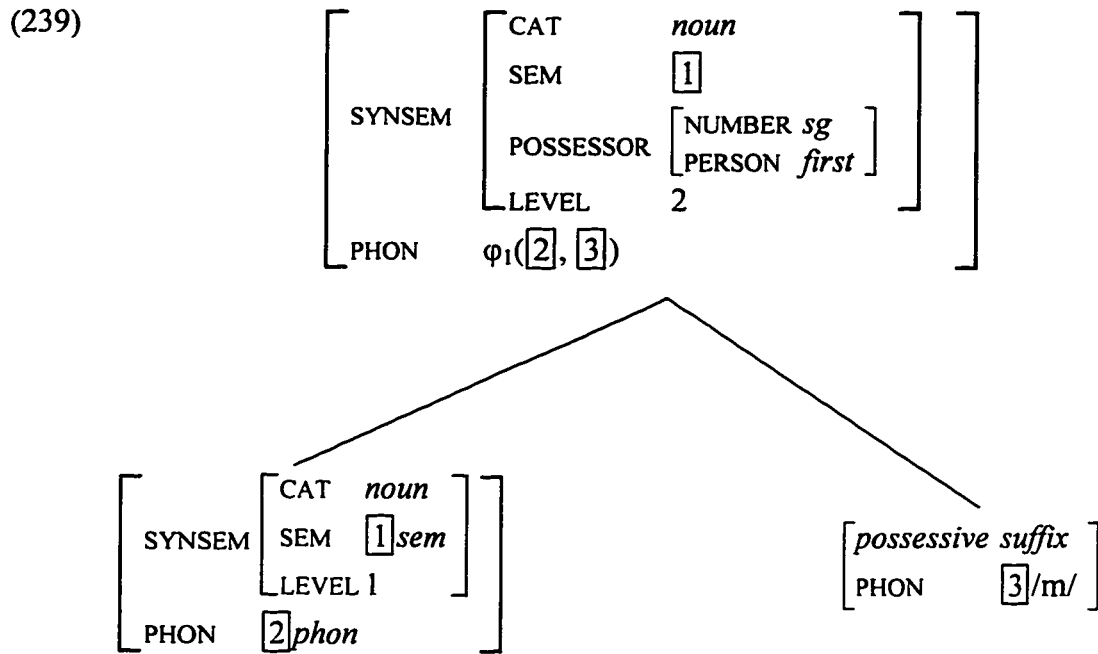 (239)
CAT noun
SEM 1
SYNSEM
NUMBER sg
POSSESSOR
PERSON first
LEVEL 2
PHON φ1(2, 3)
CAT noun
SYNSEM SEM 1 sem
LEVEL 1
PHON 2 phon
possessive suffix
PHON 3 /m/